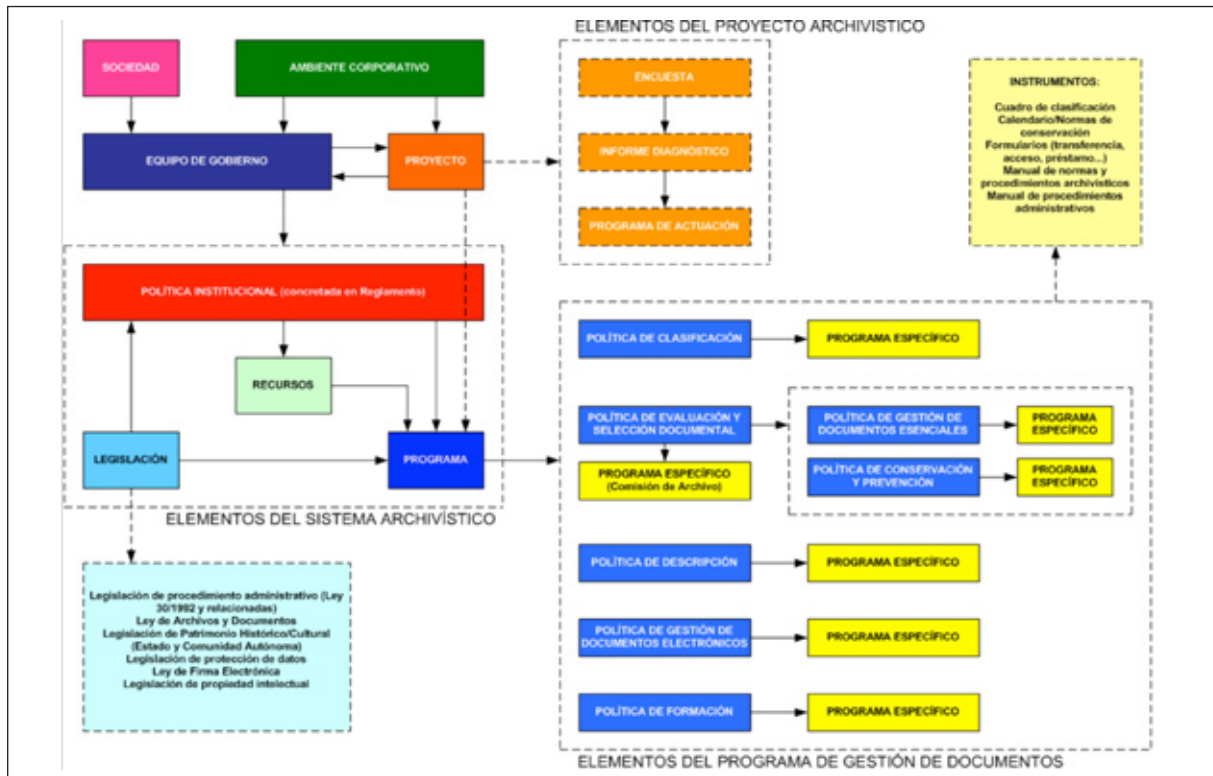 ELEMENTOS DEL PROYECTO ARCHIVISTICO
SOCIEDAD
AMBIENTE CORPORATIVO
ENCUESTA
EQUIPO DE GOBIERNO
PROYECTO
INFORME DIAGNÓSTICO
PROGRAMA DE ACTUACIÓN
INSTRUMENTOS:
Cuadro de clasificación
Calendario/Normas de
conservación
Formularios (transferencia,
acceso, préstamo...)
Manual de normas y
procedimientos archivísticos
Manual de procedimientos
administrativos
POLÍTICA INSTITUCIONAL (concretada en Reglamento)
RECURSOS
LEGISLACIÓN
PROGRAMA
ELEMENTOS DEL SISTEMA ARCHIVÍSTICO
Legislación de procedimiento administrativo (Ley
30/1992 y relacionadas)
Ley de Archivos y Documentos
Legislación de Patrimonio Histórico/Cultural
(Estado y Comunidad Autónoma)
Legislación de protección de datos
Ley de Firma Electrónica
Legislación de propiedad intelectual
POLÍTICA DE CLASIFICACIÓN
PROGRAMA ESPECÍFICO
POLÍTICA DE EVALUACIÓN Y
SELECCIÓN DOCUMENTAL
PROGRAMA ESPECÍFICO
(Comisión de Archivo)
POLÍTICA DE GESTIÓN DE
DOCUMENTOS ESENCIALES
PROGRAMA
ESPECÍFICO
POLÍTICA DE CONSERVACIÓN
Y PREVENCIÓN
PROGRAMA
ESPECÍFICO
POLÍTICA DE DESCRIPCIÓN
PROGRAMA ESPECÍFICO
POLÍTICA DE GESTIÓN DE
DOCUMENTOS ELECTRÓNICOS
PROGRAMA ESPECÍFICO
POLÍTICA DE FORMACIÓN
PROGRAMA ESPECÍFICO
ELEMENTOS DEL PROGRAMA DE GESTIÓN DE DOCUMENTOS